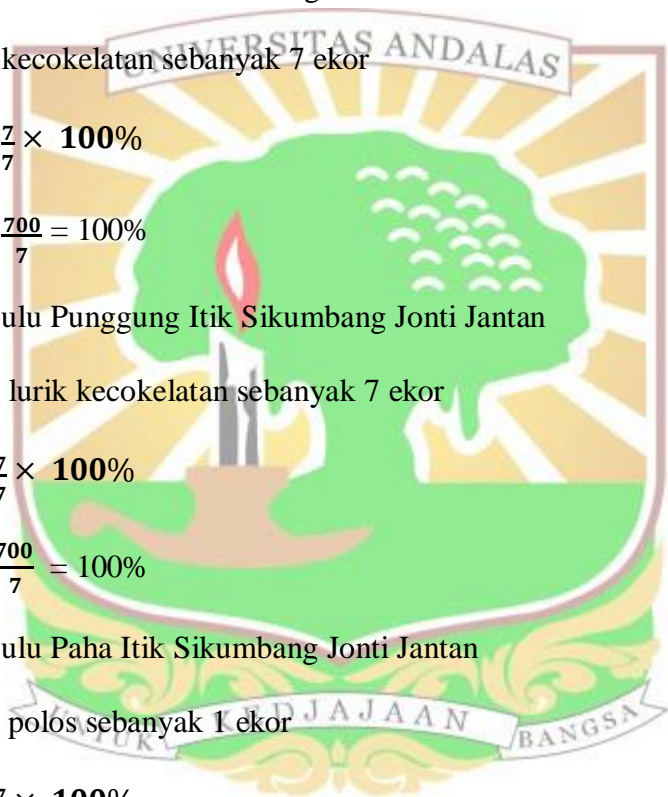 UNIVERSITAS ANDALAS
kecokelatan sebanyak 7 ekor
7/7 × 100%
700/7 = 100%
ulu Punggung Itik Sikumbang Jonti Jantan
lurik kecokelatan sebanyak 7 ekor
7/7 × 100%
700/7 = 100%
ulu Paha Itik Sikumbang Jonti Jantan
polos sebanyak 1 ekor
UNTUK KEDJAJAAN BANGSA
× 100%